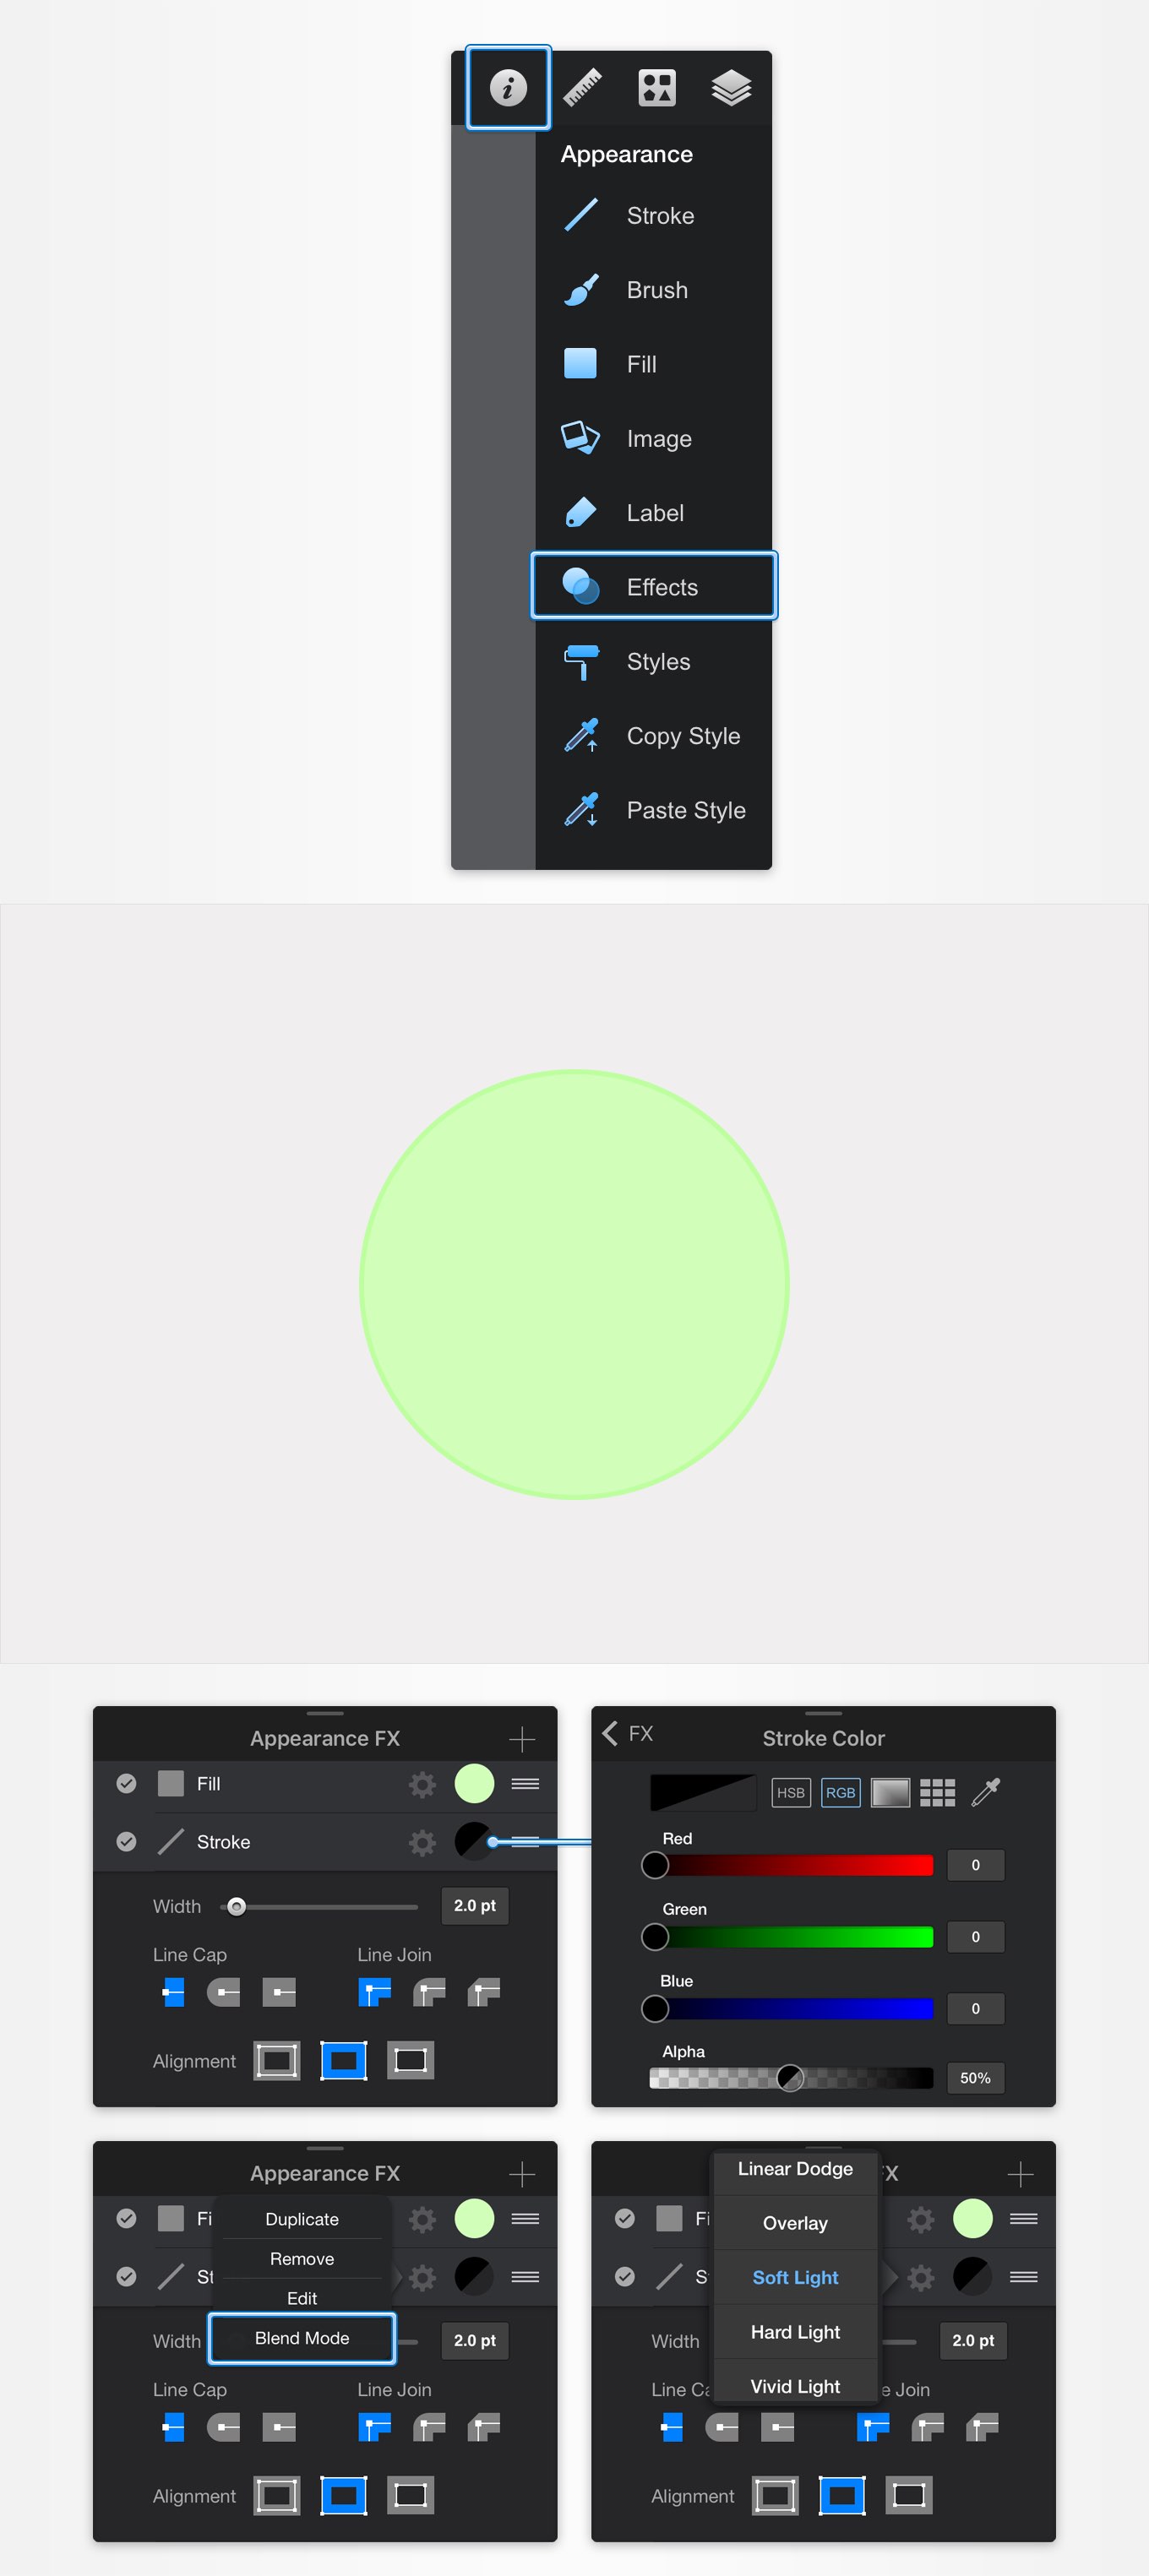 Appearance
Stroke
Brush
Fill
Image
Label
Effects
Styles
Copy Style
Paste Style
Appearance FX
Fill
Stroke
Width 2.0 pt
Line Cap Line Join
Alignment
FX Stroke Color
HSB RGB
Red
0
Green
0
Blue
0
Alpha
50%
Appearance FX
Fi
St
Duplicate
Remove
Edit
Blend Mode
Width 2.0 pt
Line Cap Line Join
Alignment
FX
Fi
S
Linear Dodge
Overlay
Soft Light
Hard Light
Vivid Light
Width 2.0 pt
Line Ca e Join
Alignment